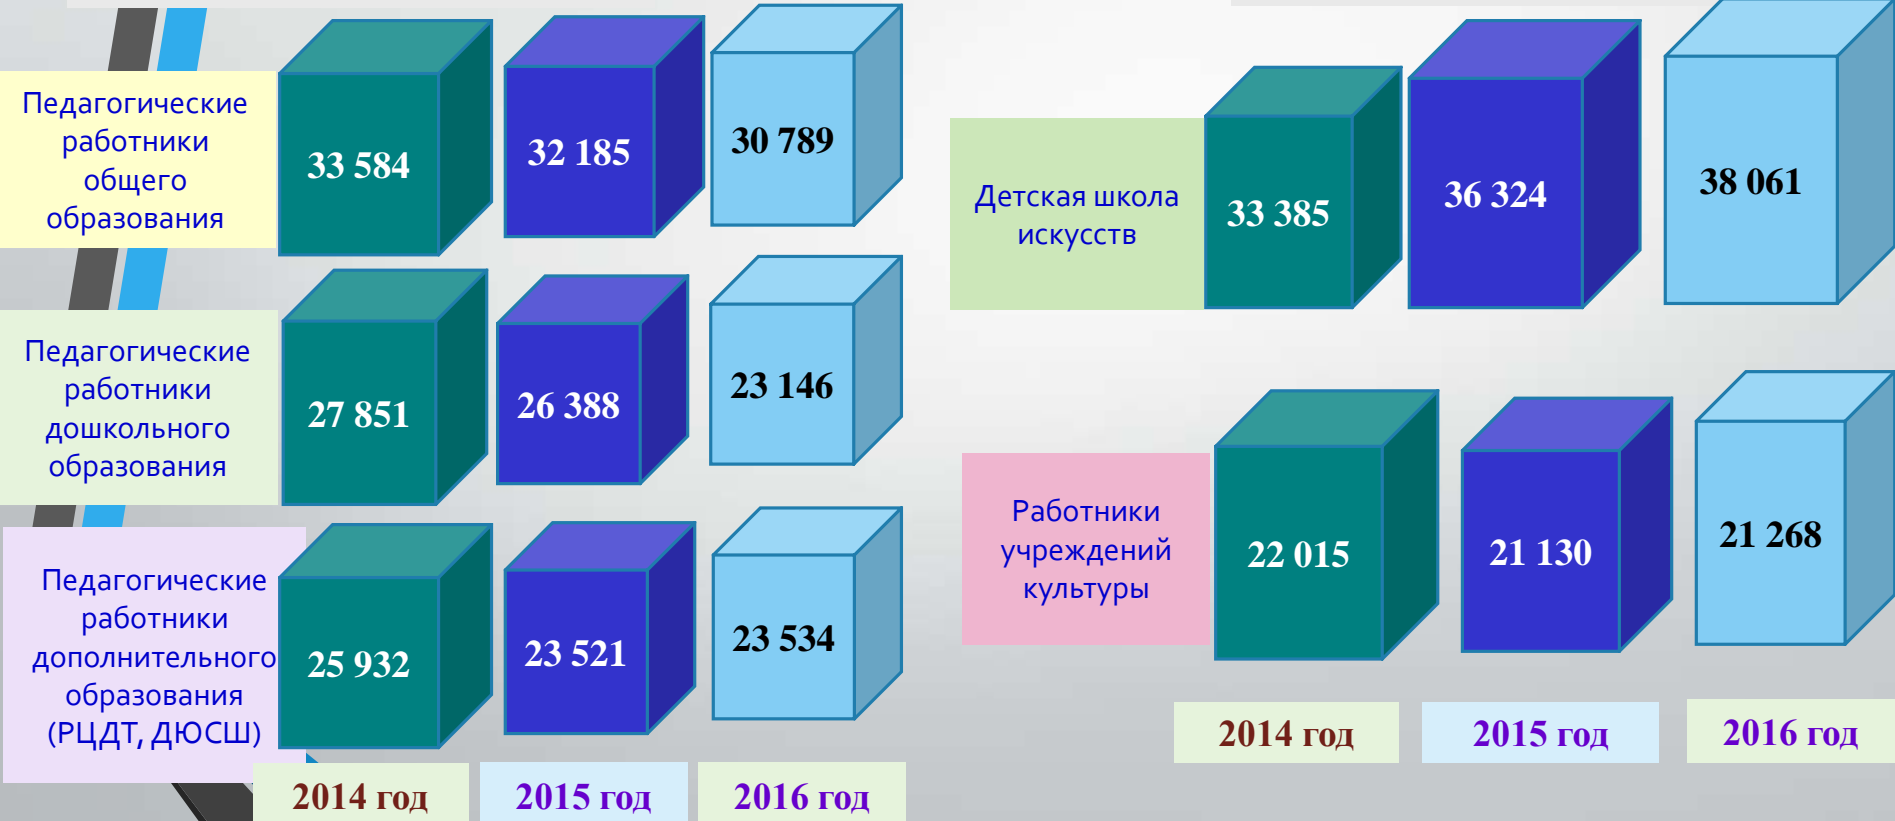 Педагогические
работники
общего
образования
33 584
32 185
30 789
Педагогические
работники
дошкольного
образования
27 851
26 388
23 146
Педагогические
работники
дополнительного
образования
(РЦДТ, ДЮСШ)
25 932
23 521
23 534
2014 год
2015 год
2016 год
Детская школа
искусств
33 385
36 324
38 061
Работники
учреждений
культуры
22 015
21 130
21 268
2014 год
2015 год
2016 год